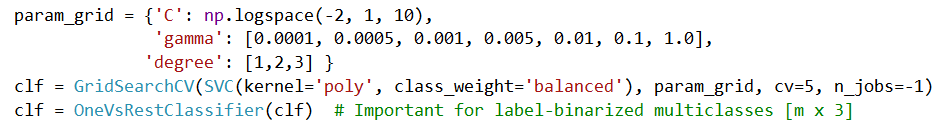 param_grid = {'C': np.logspace(-2, 1, 10),
'gamma': [0.0001, 0.0005, 0.001, 0.005, 0.01, 0.1, 1.0],
'degree': [1,2,3] }
clf = GridSearchCV(SVC(kernel='poly', class_weight='balanced'), param_grid, cv=5, n_jobs=-1)
clf = OneVsRestClassifier(clf)  # Important for label-binarized multiclasses [m x 3]